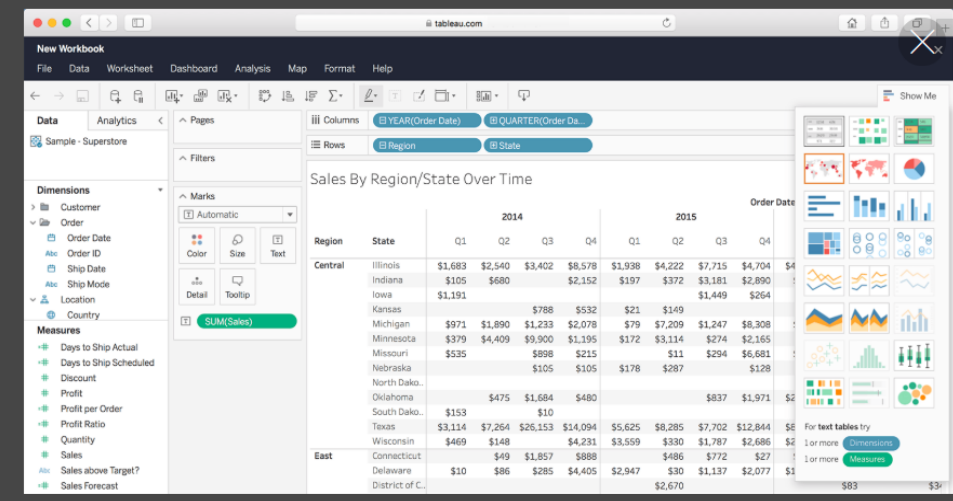 tableau.com
New Workbook
File Data Worksheet Dashboard Analysis Map Format Help
Show Me
Data Analytics
Sample - Superstore
Dimensions
Customer
Order
Order Date
Abc Order ID
Ship Date
Abc Ship Mode
Location
Country
Measures
Days to Ship Actual
Days to Ship Scheduled
Discount
Profit
Profit per Order
Profit Ratio
Quantity
Sales
Abc Sales above Target?
Sales Forecast
Pages
Filters
Marks
Automatic
Color Size Text
Detail Tooltip
SUM(Sales)
Columns YEAR(Order Date) QUARTER(Order Da...
Rows Region State
Sales By Region/State Over Time
Order Date
2014 2015
Region State Q1 Q2 Q3 Q4 Q1 Q2 Q3 Q4
Central Illinois $1,683 $2,540 $3,402 $8,578 $1,938 $4,222 $7,715 $4,704 $4
Indiana $105 $680 $2,152 $197 $372 $3,181 $2,890
Iowa $1,191 $1,449 $264
Kansas $788 $532 $21 $149
Michigan $971 $1,890 $1,233 $2,078 $79 $7,209 $1,247 $8,308
Minnesota $379 $4,409 $9,900 $1,195 $172 $3,114 $274 $2,165
Missouri $535 $898 $215 $11 $294 $6,681
Nebraska $105 $105 $178 $287 $128
North Dako..
Oklahoma $475 $1,684 $480 $837 $1,971 $2
South Dako.. $153 $10
Texas $3,114 $7,264 $26,153 $14,094 $5,625 $8,285 $7,702 $12,844 $8
Wisconsin $469 $148 $4,231 $3,559 $330 $1,787 $2,686 $2
East Connecticut $49 $1,857 $888 $486 $772 $27
Delaware $10 $86 $285 $4,405 $2,947 $30 $1,137 $2,077 $1
District of C.. $2,670 $83 $3
For text tables try
1 or more Dimensions
1 or more Measures